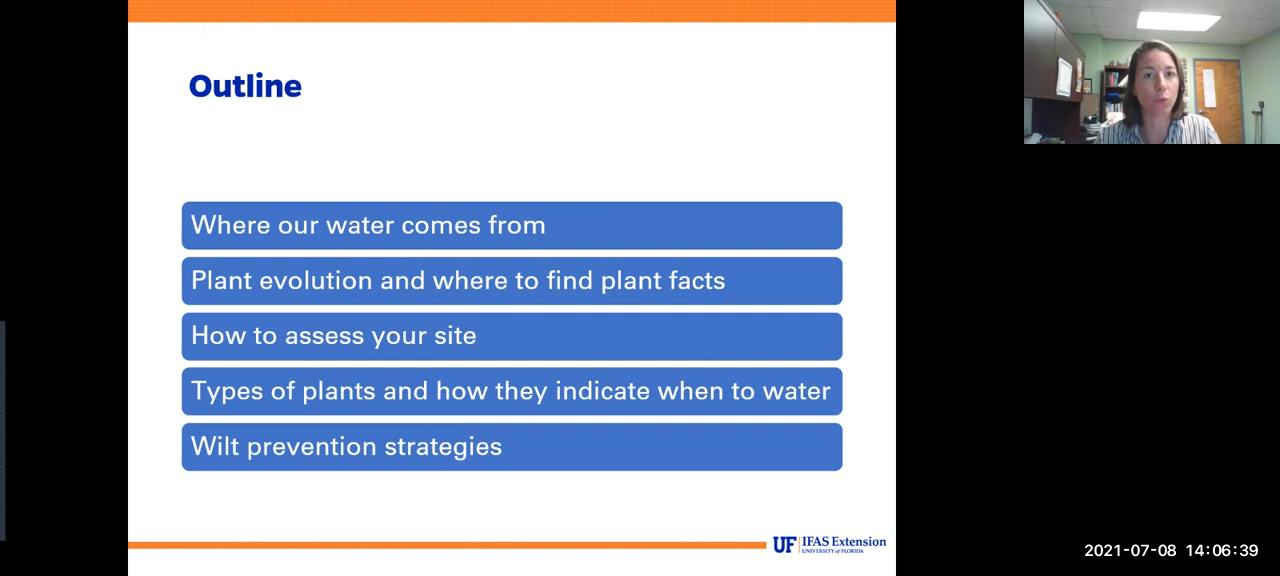 Outline
Where our water comes from
Plant evolution and where to find plant facts
How to assess your site
Types of plants and how they indicate when to water
Wilt prevention strategies
UF IFAS Extension
UNIVERSITY of FLORIDA
2021-07-08 14:06:39